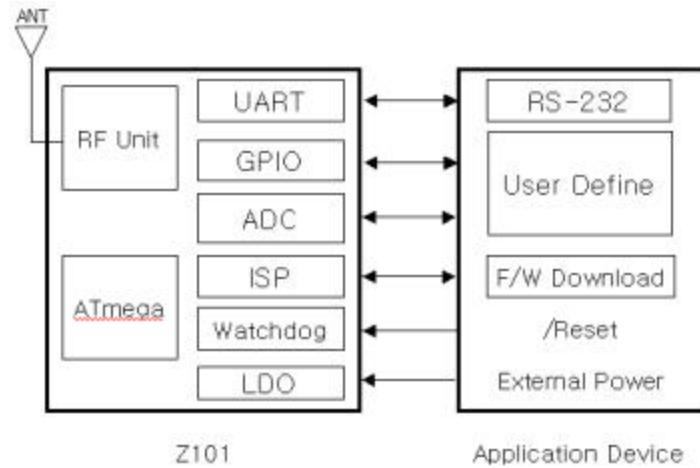 ANT
RF Unit
ATmega
UART
GPIO
ADC
ISP
Watchdog
LDO
RS-232
User Define
F/W Download
/Reset
External Power
Z101
Application Device